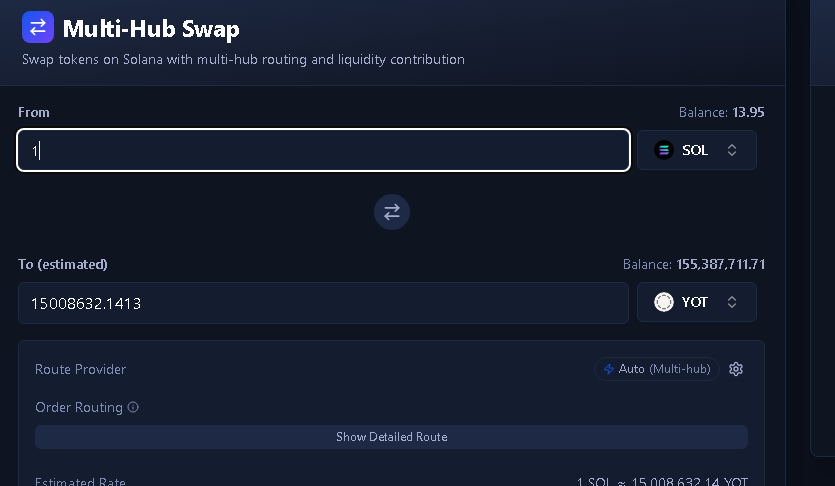 Multi-Hub Swap
Swap tokens on Solana with multi-hub routing and liquidity contribution
From Balance: 13.95
1 SOL
To (estimated) Balance: 155,387,711.71
15008632.1413 YOT
Route Provider Auto (Multi-hub)
Order Routing
Show Detailed Route
Estimated Rate 1 SOL ≈ 15,008,632.14 YOT